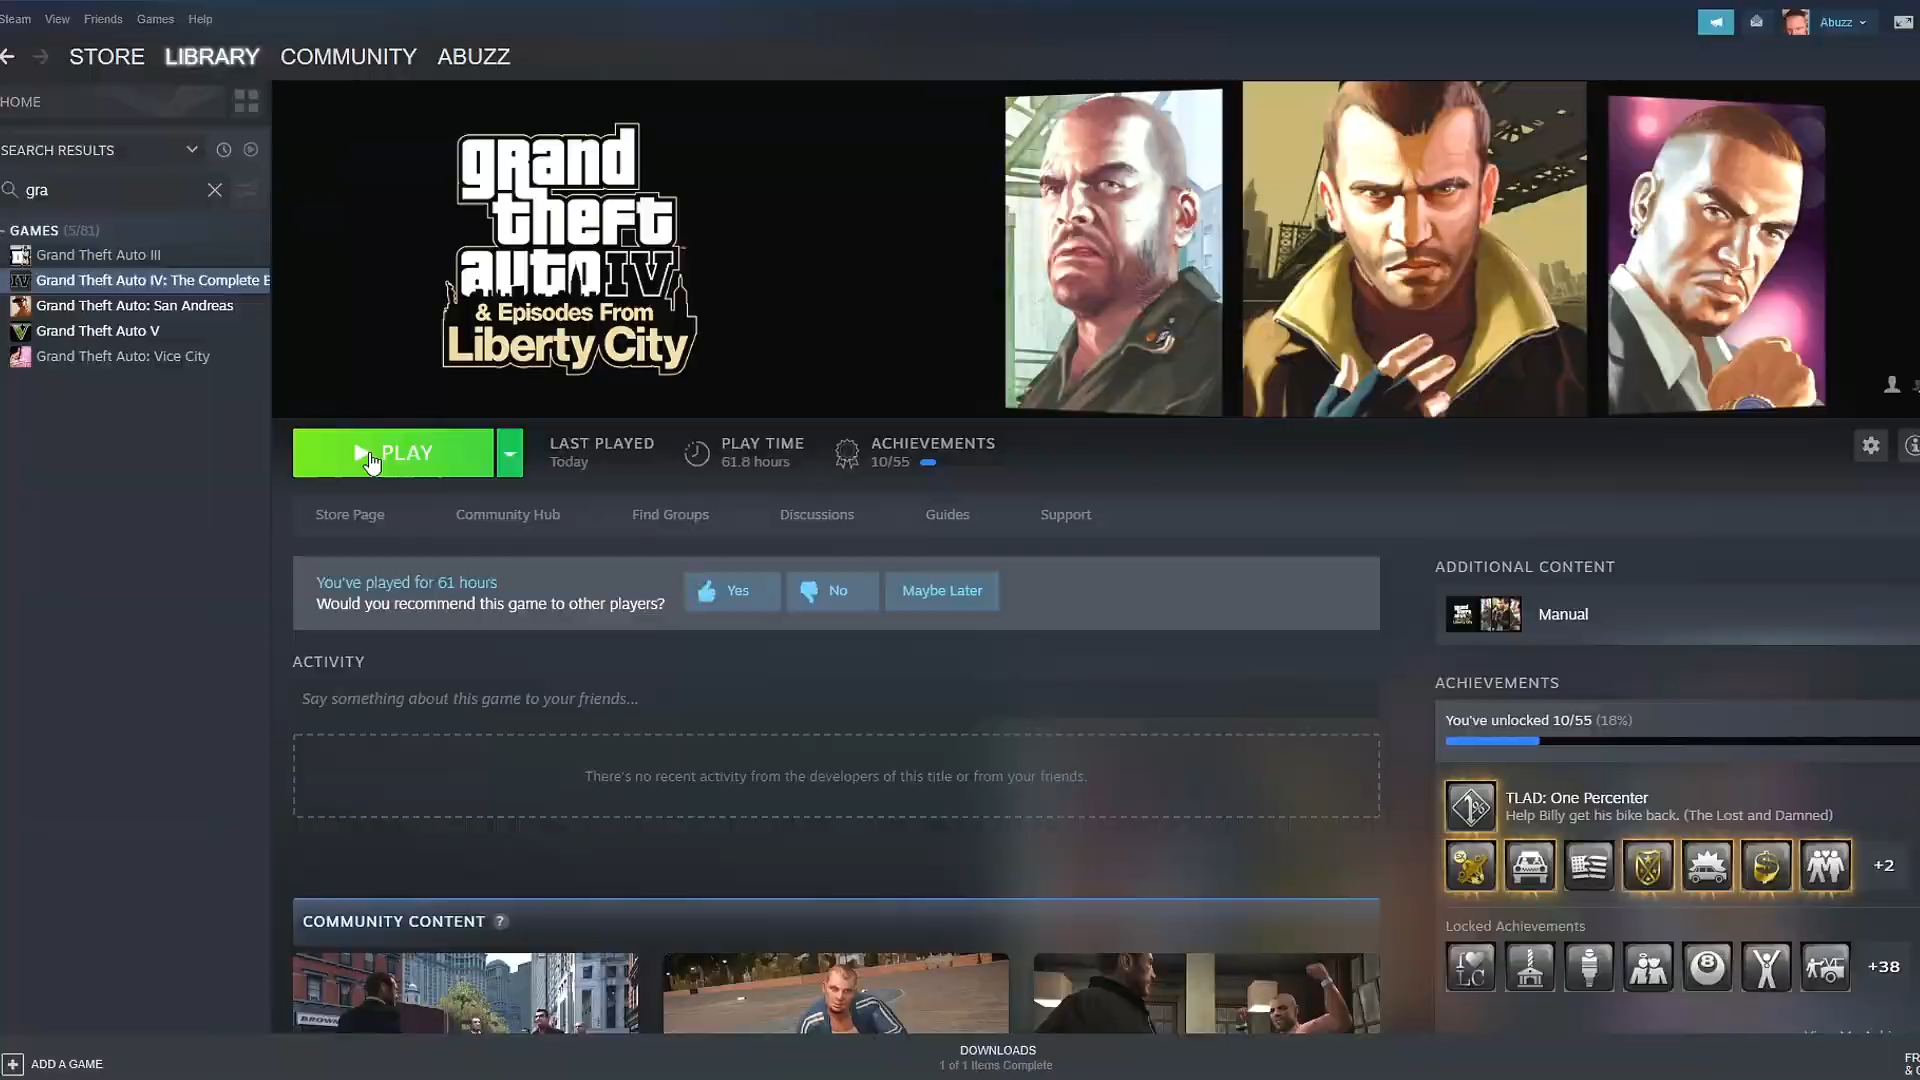 Steam View Friends Games Help
Abuzz
STORE LIBRARY COMMUNITY ABUZZ
HOME
SEARCH RESULTS
gra
GAMES (5/81)
Grand Theft Auto III
Grand Theft Auto IV: The Complete E
Grand Theft Auto: San Andreas
Grand Theft Auto V
Grand Theft Auto: Vice City
grand
theft
auto IV
& Episodes From
Liberty City
PLAY
LAST PLAYED
Today
PLAY TIME
61.8 hours
ACHIEVEMENTS
10/55
Store Page Community Hub Find Groups Discussions Guides Support
You've played for 61 hours
Would you recommend this game to other players?
Yes No Maybe Later
ACTIVITY
Say something about this game to your friends...
There's no recent activity from the developers of this title or from your friends.
COMMUNITY CONTENT ?
BROWN
ADDITIONAL CONTENT
Manual
ACHIEVEMENTS
You've unlocked 10/55 (18%)
1%
TLAD: One Percenter
Help Billy get his bike back. (The Lost and Damned)
+2
Locked Achievements
I LC
8
+38
ADD A GAME
DOWNLOADS
1 of 1 Items Complete
FR
& C